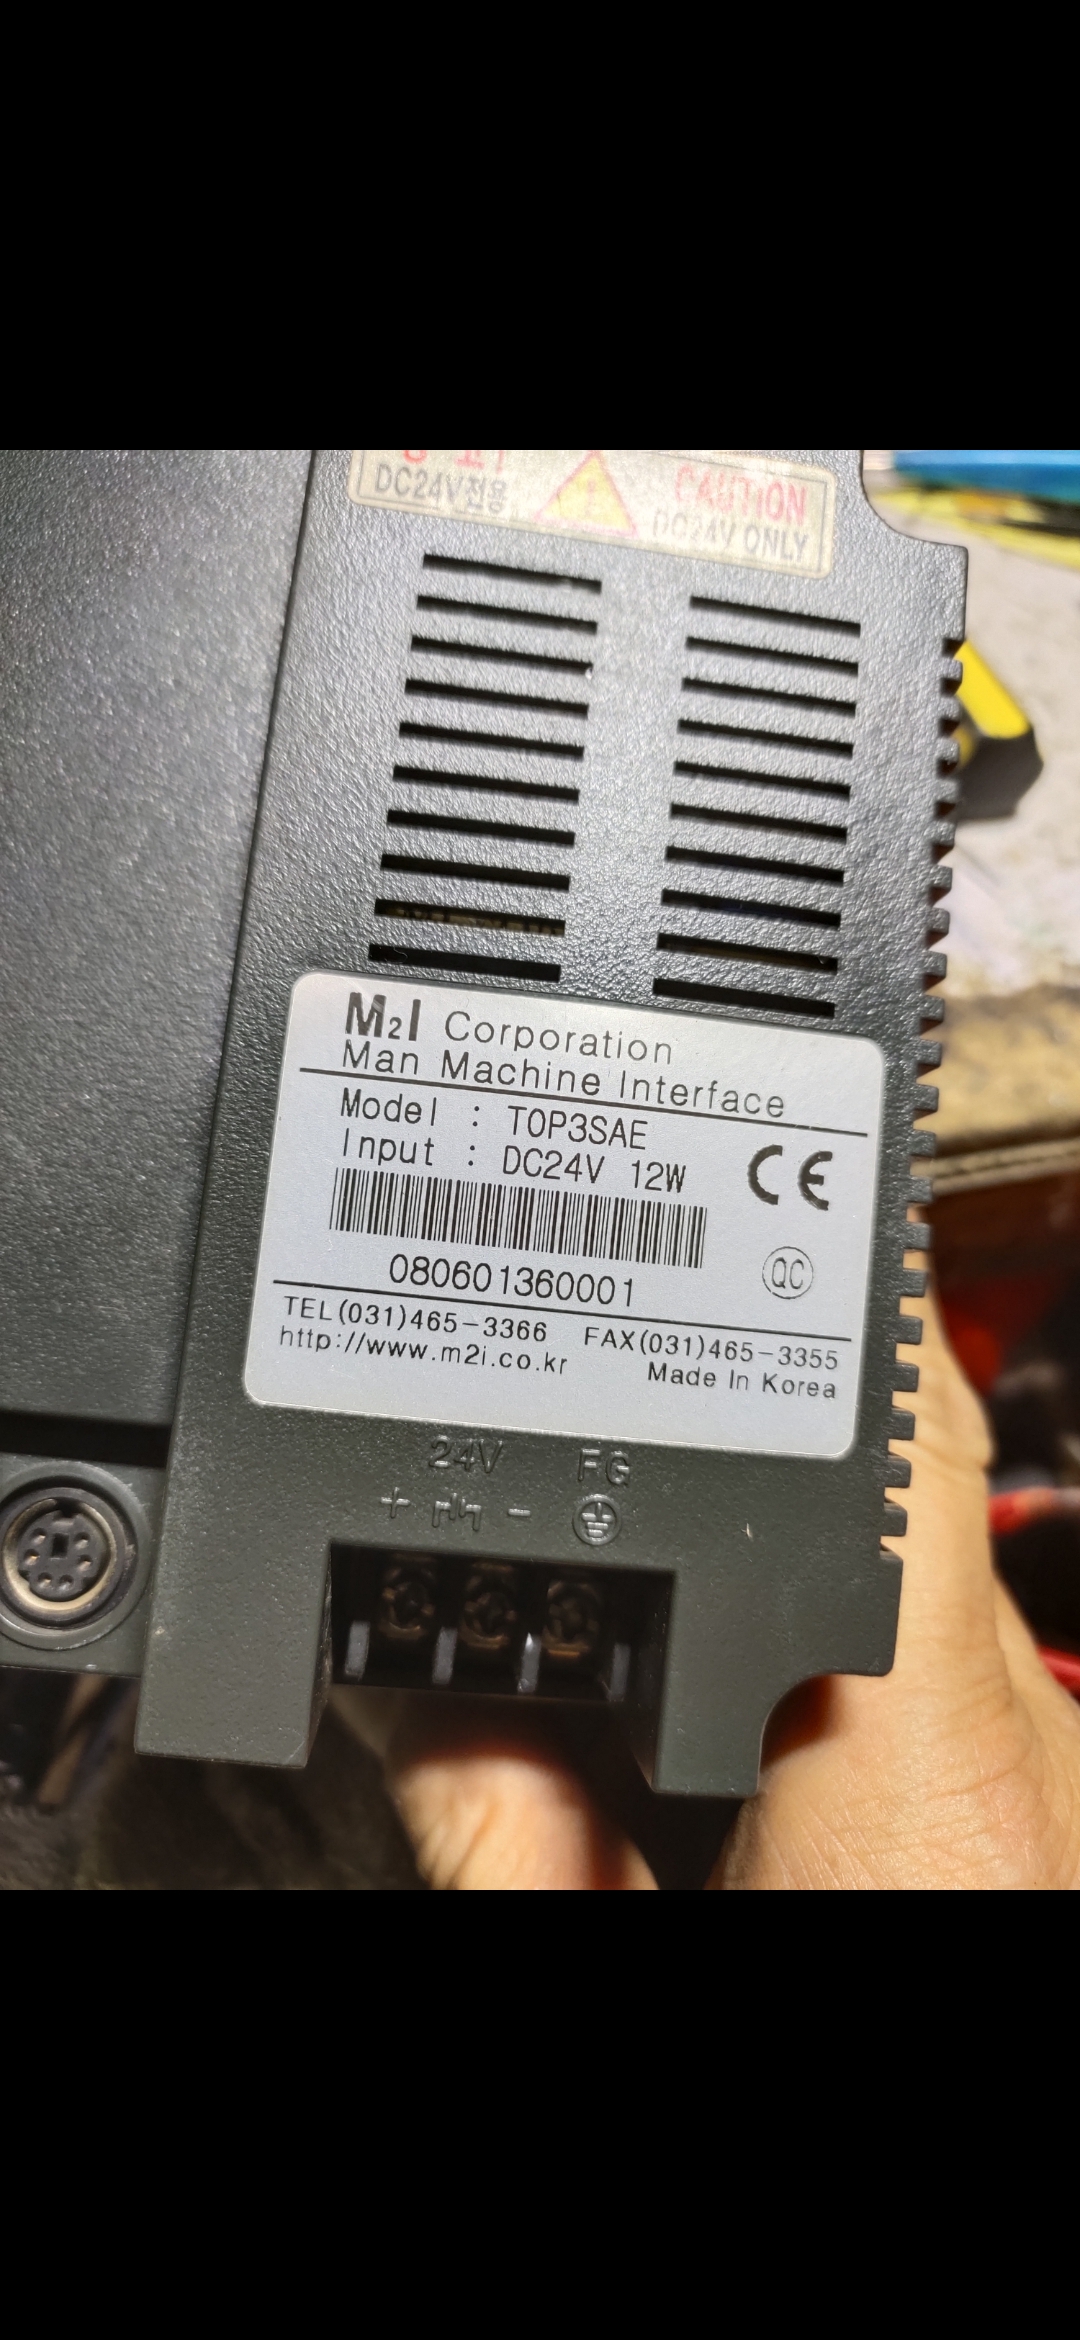 DC24V전용
CAUTION
DC24V ONLY
M2I Corporation
Man Machine Interface
Model : TOP3SAE
Input : DC24V 12W
CE
080601360001
QC
TEL(031)465-3366 FAX(031)465-3355
http://www.m2i.co.kr Made In Korea
24V FG
+ -